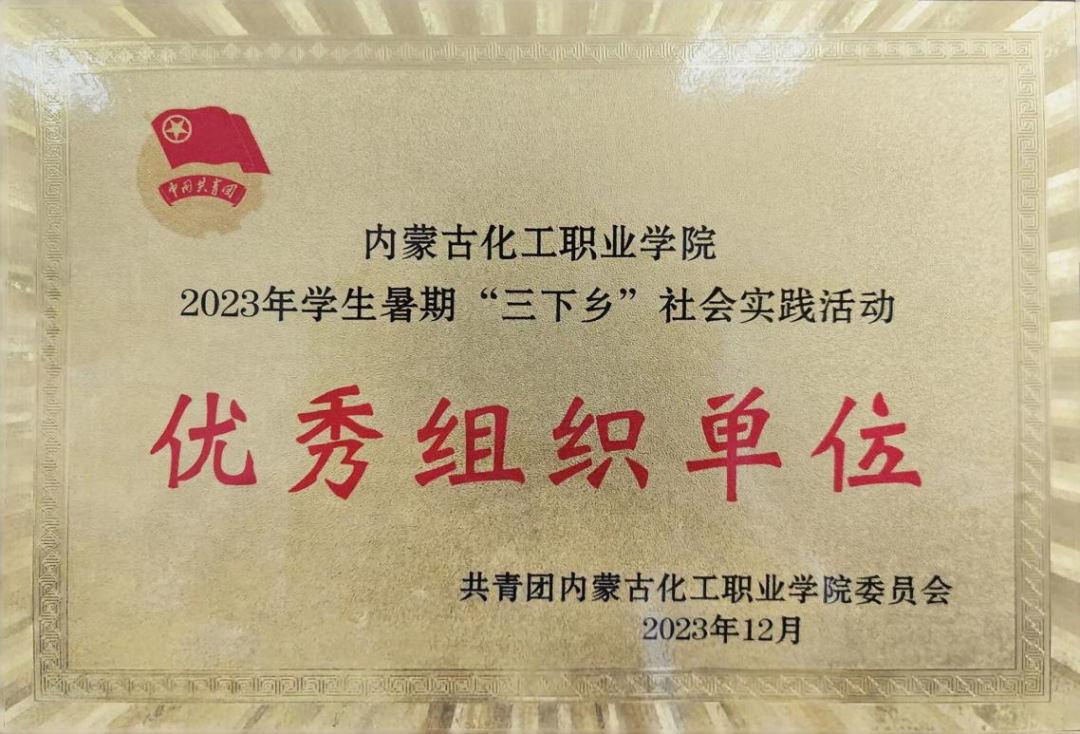 中国共青团
内蒙古化工职业学院
2023年学生暑期“三下乡”社会实践活动
优秀组织单位
共青团内蒙古化工职业学院委员会
2023年12月